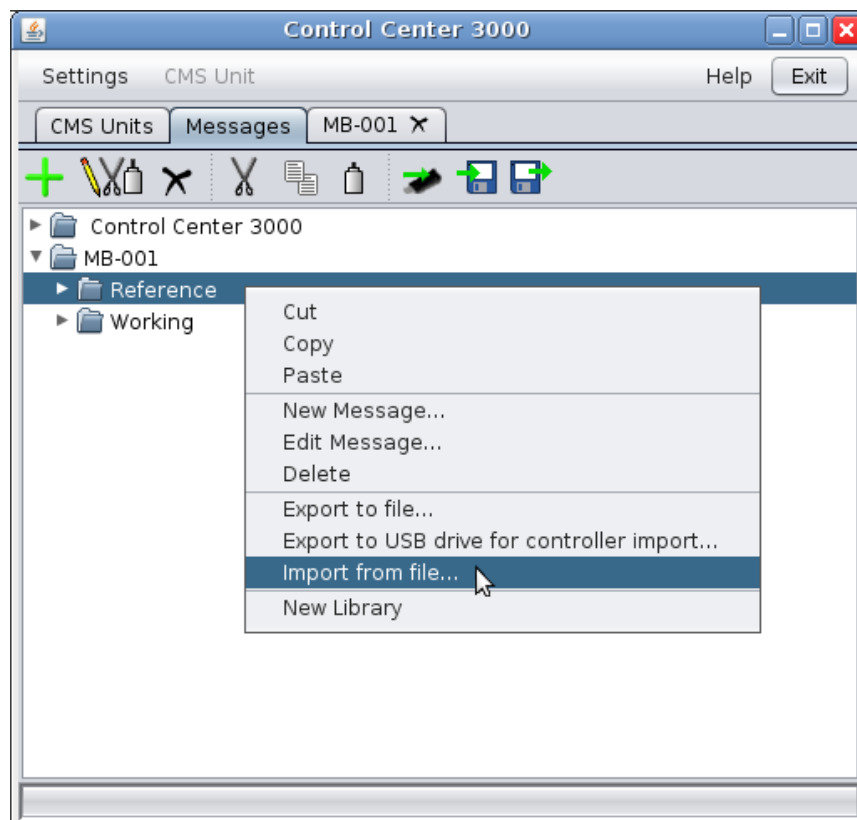 Control Center 3000
Settings CMS Unit Help Exit
CMS Units Messages MB-001
Control Center 3000
MB-001
Reference
Working
Cut
Copy
Paste
New Message...
Edit Message...
Delete
Export to file...
Export to USB drive for controller import...
Import from file...
New Library